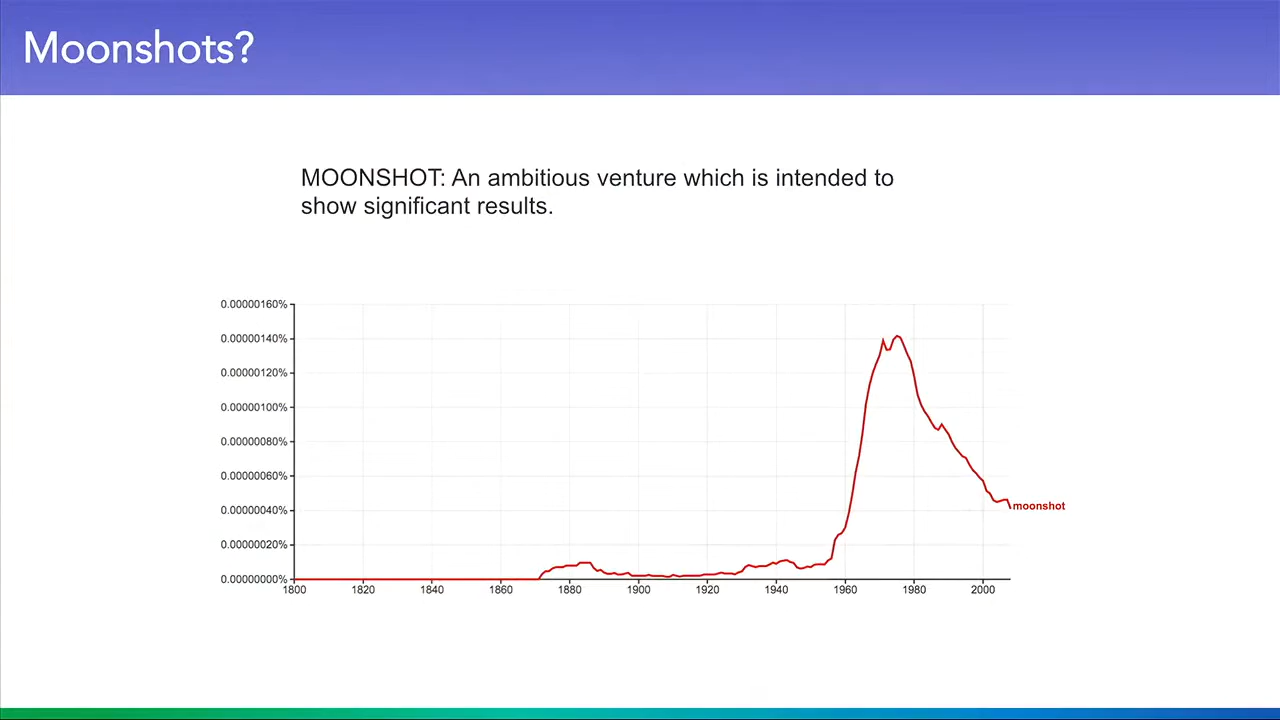 Moonshots?
MOONSHOT: An ambitious venture which is intended to
show significant results.
0.00000160%
0.00000140%
0.00000120%
0.00000100%
0.00000080%
0.00000060%
0.00000040%
moonshot
0.00000020%
0.00000000%
1800 1820 1840 1860 1880 1900 1920 1940 1960 1980 2000